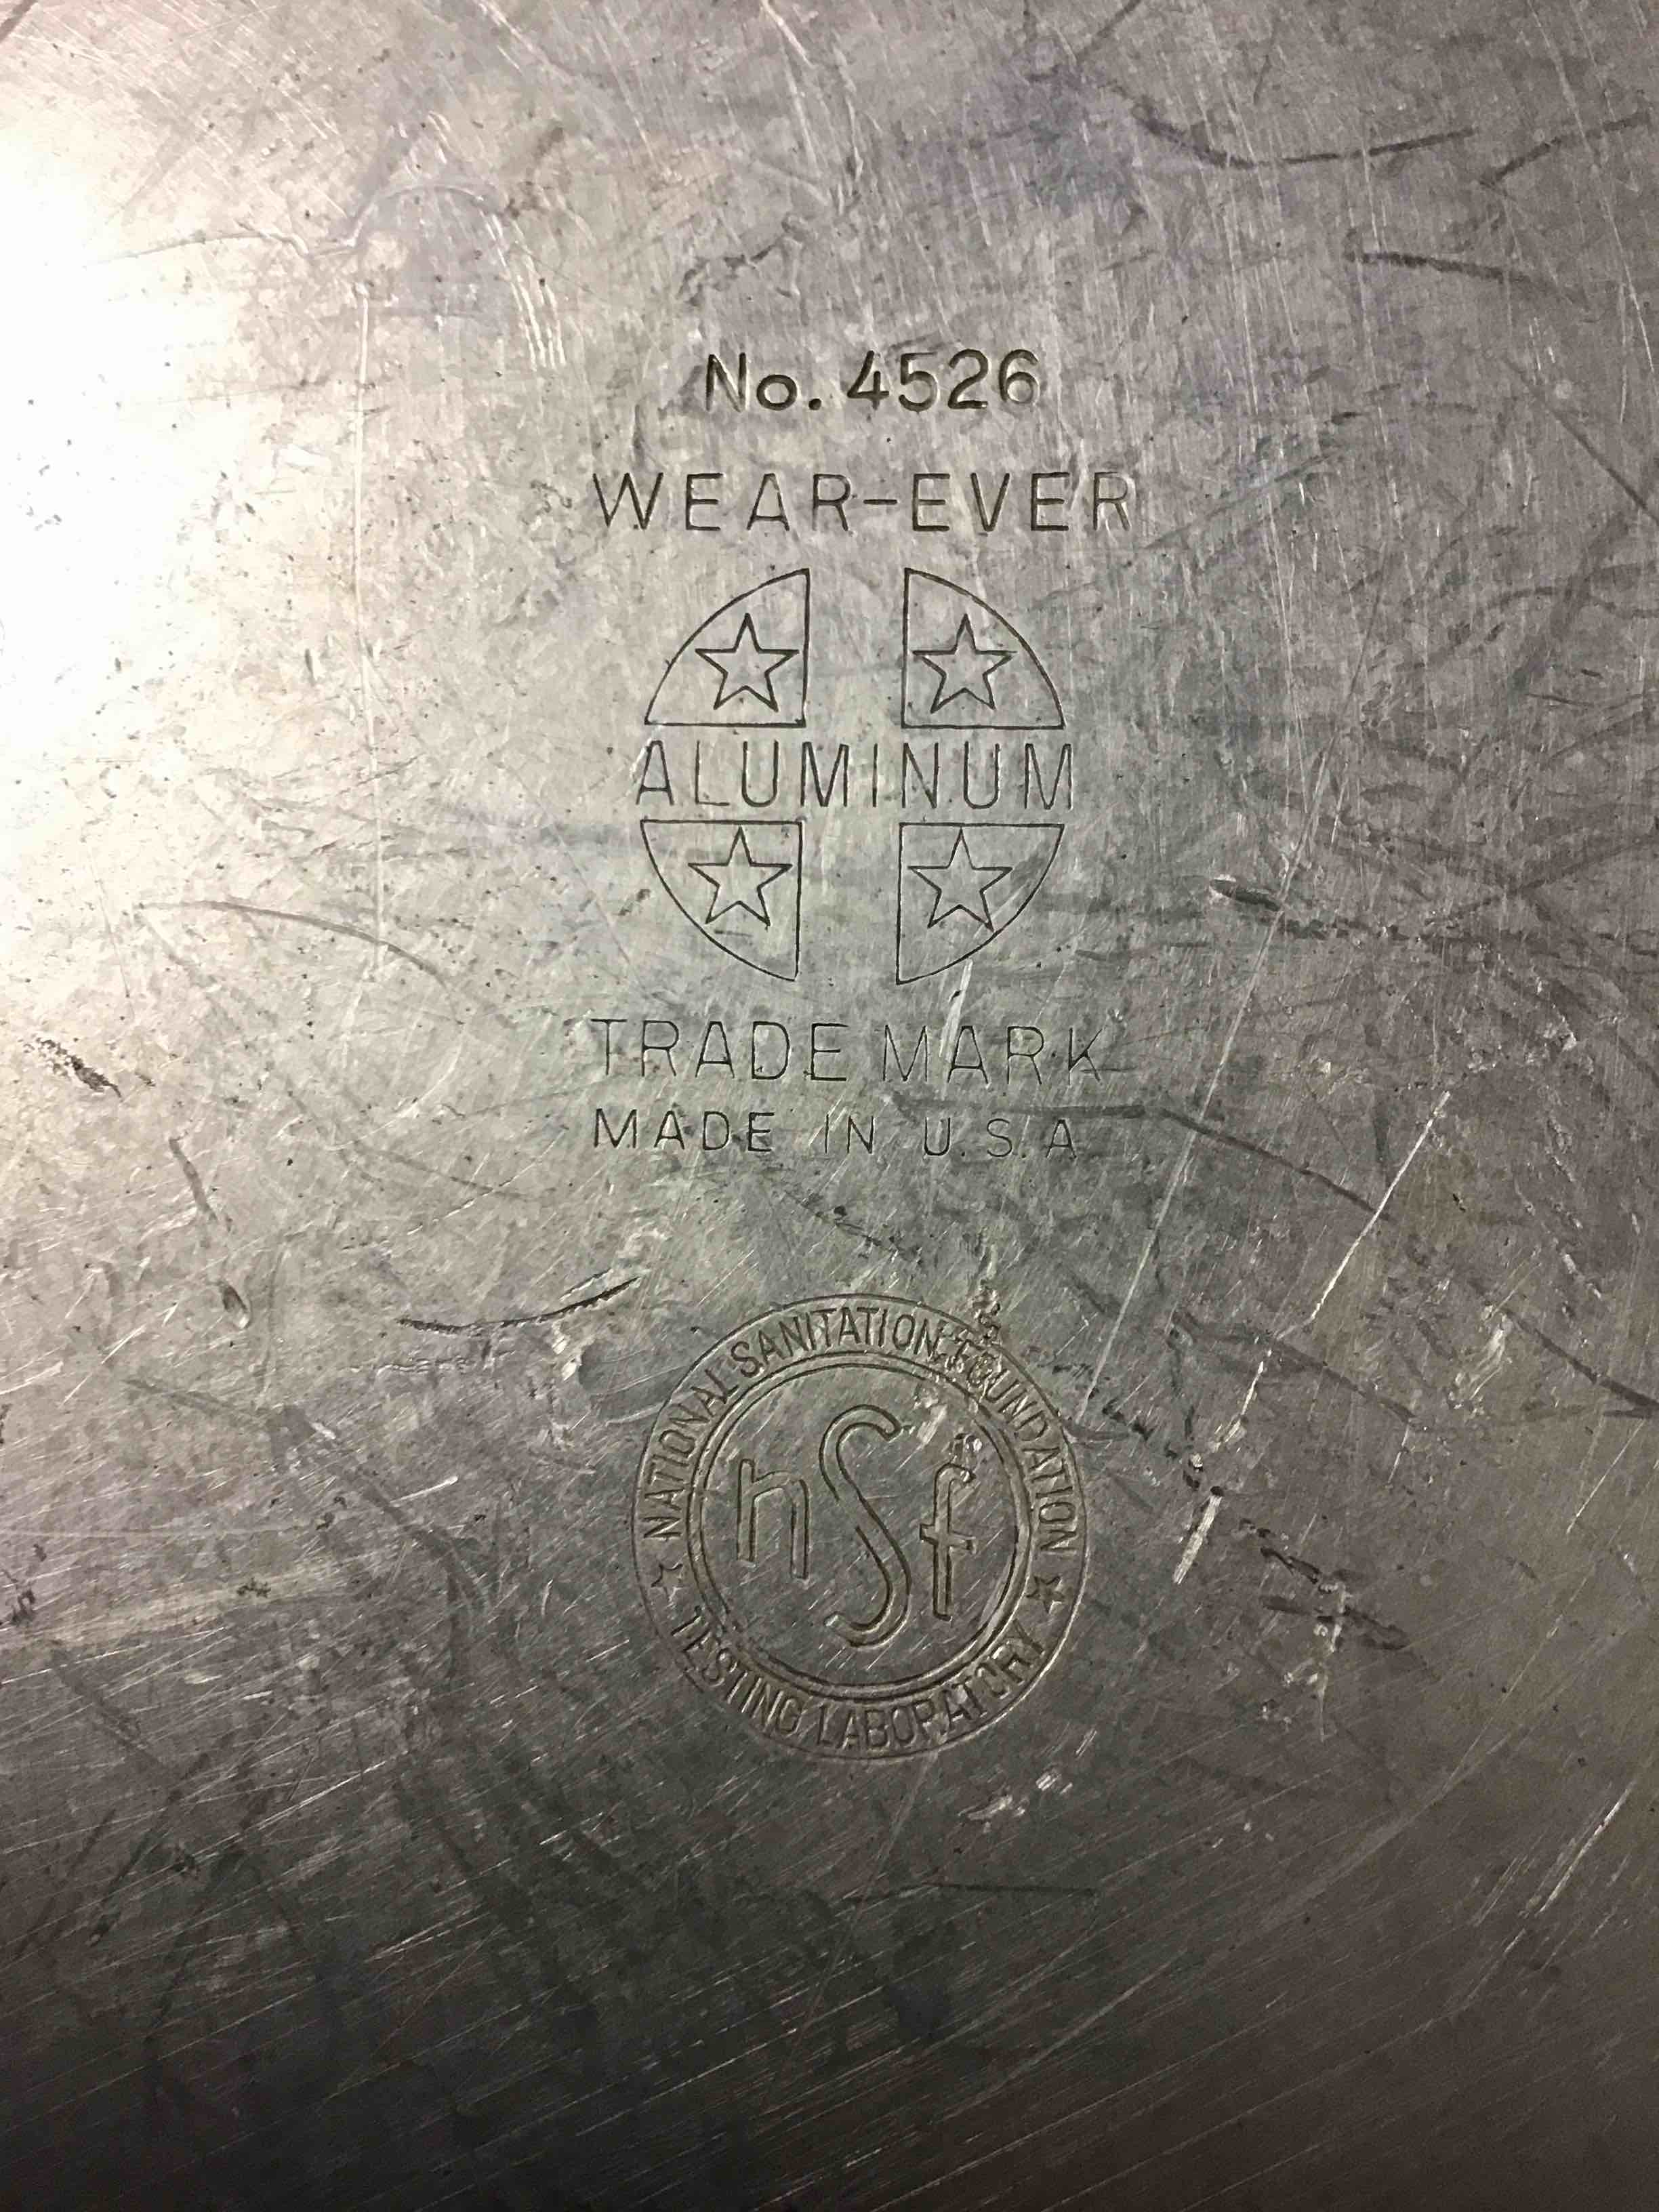 No. 4526
WEAR-EVER
ALUMINUM
TRADE MARK
MADE IN U.S.A
NATIONAL SANITATION FOUNDATION
nsf
TESTING LABORATORY